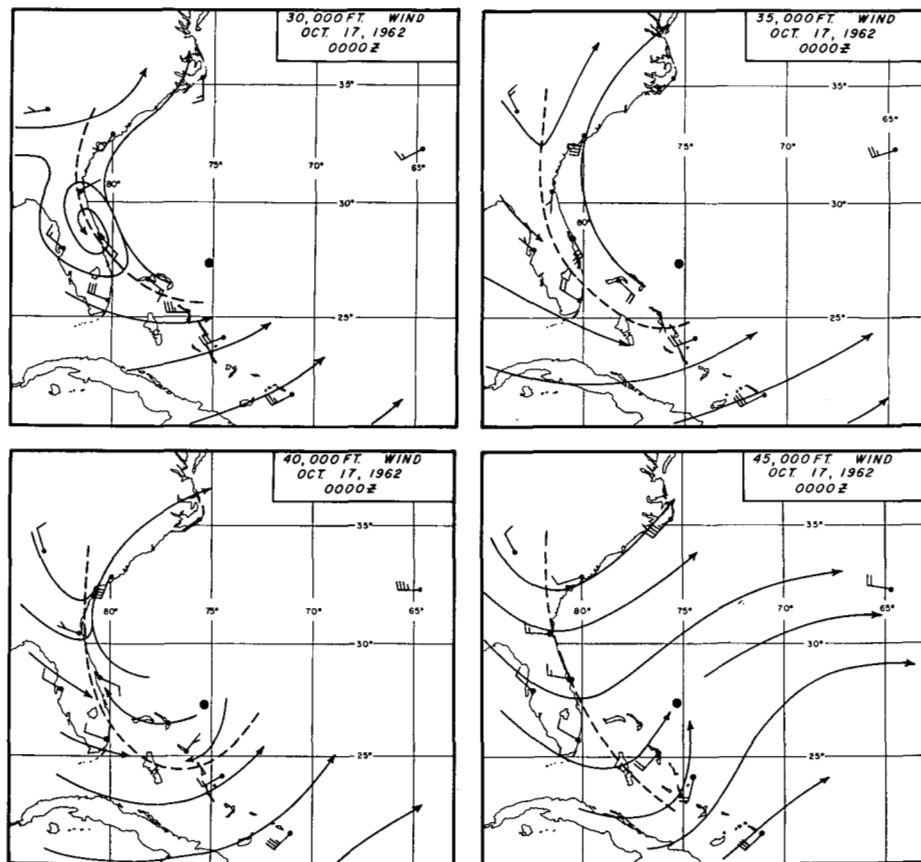 30,000 FT. WIND
OCT. 17, 1962
0000Z
35°
70°
75°
65°
80°
30°
25°
35,000 FT. WIND
OCT. 17, 1962
0000Z
35°
75°
70°
65°
30°
80°
25°
40,000 FT. WIND
OCT. 17, 1962
0000Z
35°
80°
75°
70°
65°
30°
25°
45,000 FT. WIND
OCT. 17, 1962
0000Z
35°
80°
75°
70°
65°
30°
25°